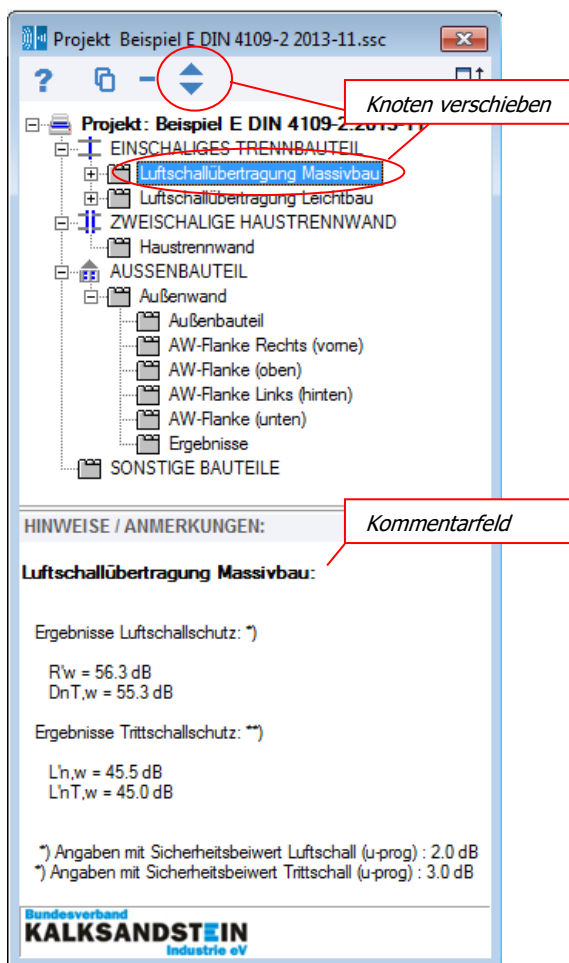 Projekt Beispiel E DIN 4109-2 2013-11.ssc
Knoten verschieben
Projekt: Beispiel E DIN 4109-2:2013-11
EINSCHALIGES TRENNBAUTEIL
Luftschallübertragung Massivbau
Luftschallübertragung Leichtbau
ZWEISCHALIGE HAUSTRENNWAND
Haustrennwand
AUSSENBAUTEIL
Außenwand
Außenbauteil
AW-Flanke Rechts (vorne)
AW-Flanke (oben)
AW-Flanke Links (hinten)
AW-Flanke (unten)
Ergebnisse
SONSTIGE BAUTEILE
HINWEISE / ANMERKUNGEN:
Kommentarfeld
Luftschallübertragung Massivbau:
Ergebnisse Luftschallschutz: *)
R'w = 56.3 dB
DnT,w = 55.3 dB
Ergebnisse Trittschallschutz: **)
L'n,w = 45.5 dB
L'nT,w = 45.0 dB
*) Angaben mit Sicherheitsbeiwert Luftschall (u-prog) : 2.0 dB
*) Angaben mit Sicherheitsbeiwert Trittschall (u-prog) : 3.0 dB
Bundesverband
KALKSANDSTEIN
Industrie eV